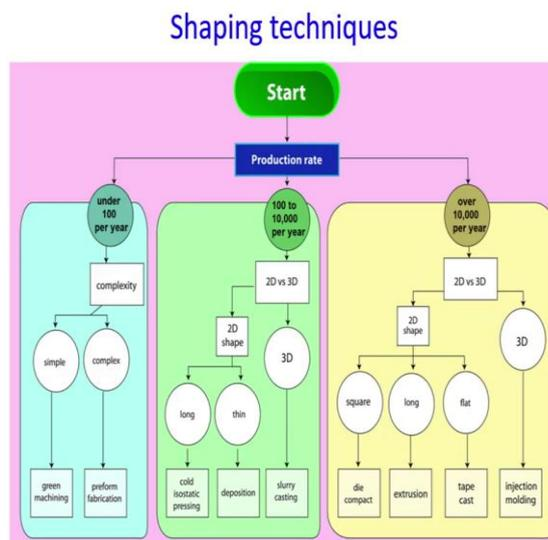 Shaping techniques
Start
Production rate
under
100
per year
100 to
10,000
per year
over
10,000
per year
complexity
2D vs 3D
2D vs 3D
2D
shape
2D
shape
simple
complex
3D
3D
long
thin
square
long
flat
green
machining
preform
fabrication
cold
isostatic
pressing
deposition
slurry
casting
die
compact
extrusion
tape
cast
injection
molding